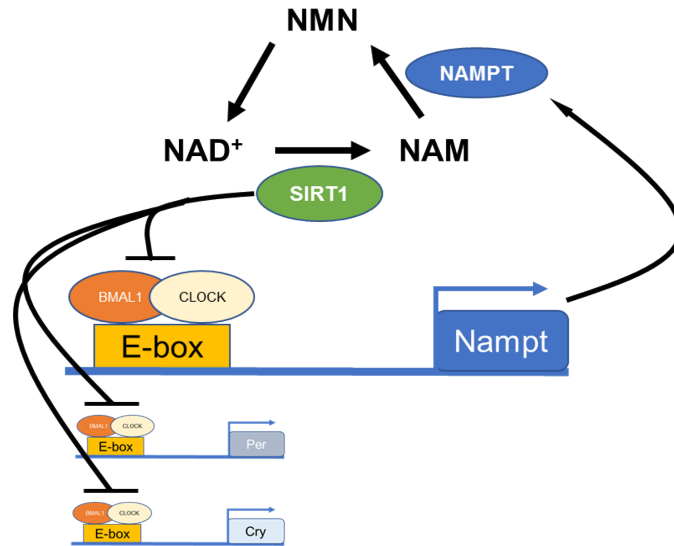 NMN
NAMPT
NAD+ NAM
SIRT1
BMAL1 CLOCK
E-box Nampt
BMAL1 CLOCK
E-box Per
BMAL1 CLOCK
E-box Cry